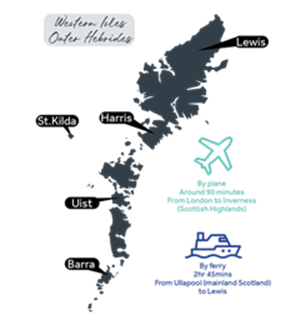 Western Isles
Outer Hebrides
Lewis
St.Kilda
Harris
Uist
Barra
By plane
Around 90 minutes
From London to Inverness
(Scottish Highlands)
By ferry
2hr 45mins
From Ullapool (mainland Scotland)
to Lewis